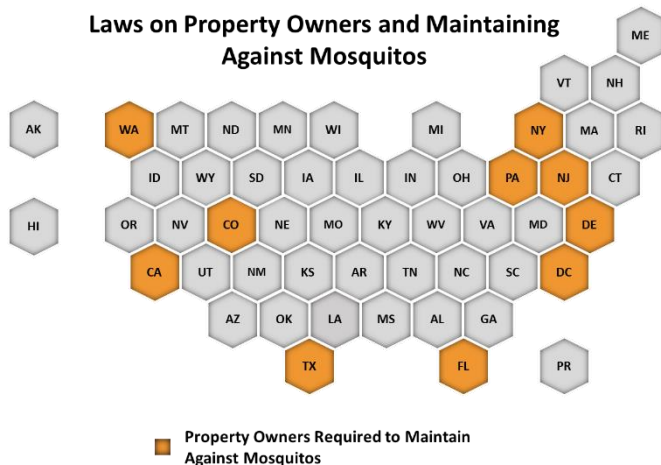 Laws on Property Owners and Maintaining
Against Mosquitos
ME
VT NH
AK WA MT ND MN WI MI NY MA RI
ID WY SD IA IL IN OH PA NJ CT
HI OR NV CO NE MO KY WV VA MD DE
CA UT NM KS AR TN NC SC DC
AZ OK LA MS AL GA
TX FL PR
Property Owners Required to Maintain
Against Mosquitos